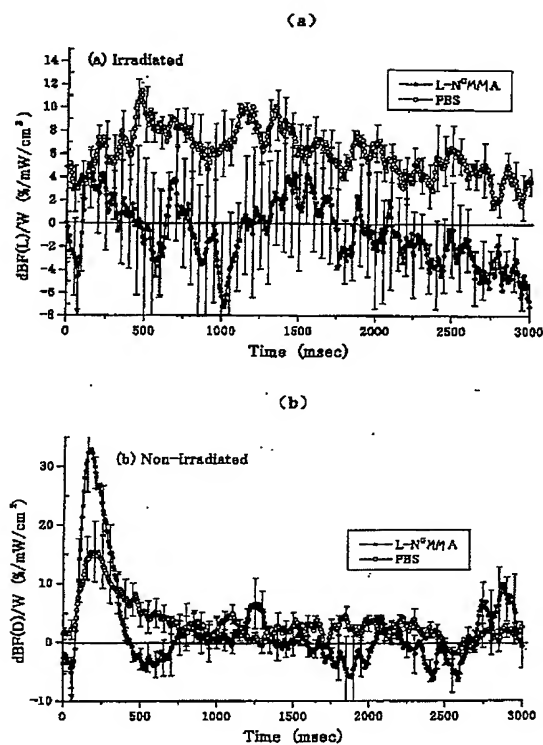 (a)
(a) Irradiated
L-NᴳMMA
PBS
dBF(L)/W (%/mW/cm²)
14
12
10
8
6
4
2
0
-2
-4
-6
-8
0 500 1000 1500 2000 2500 3000
Time (msec)
(b)
(b) Non-irradiated
L-NᴳMMA
PBS
dBF(D)/W (%/mW/cm²)
30
20
10
0
-10
0 500 1000 1500 2000 2500 3000
Time (msec)